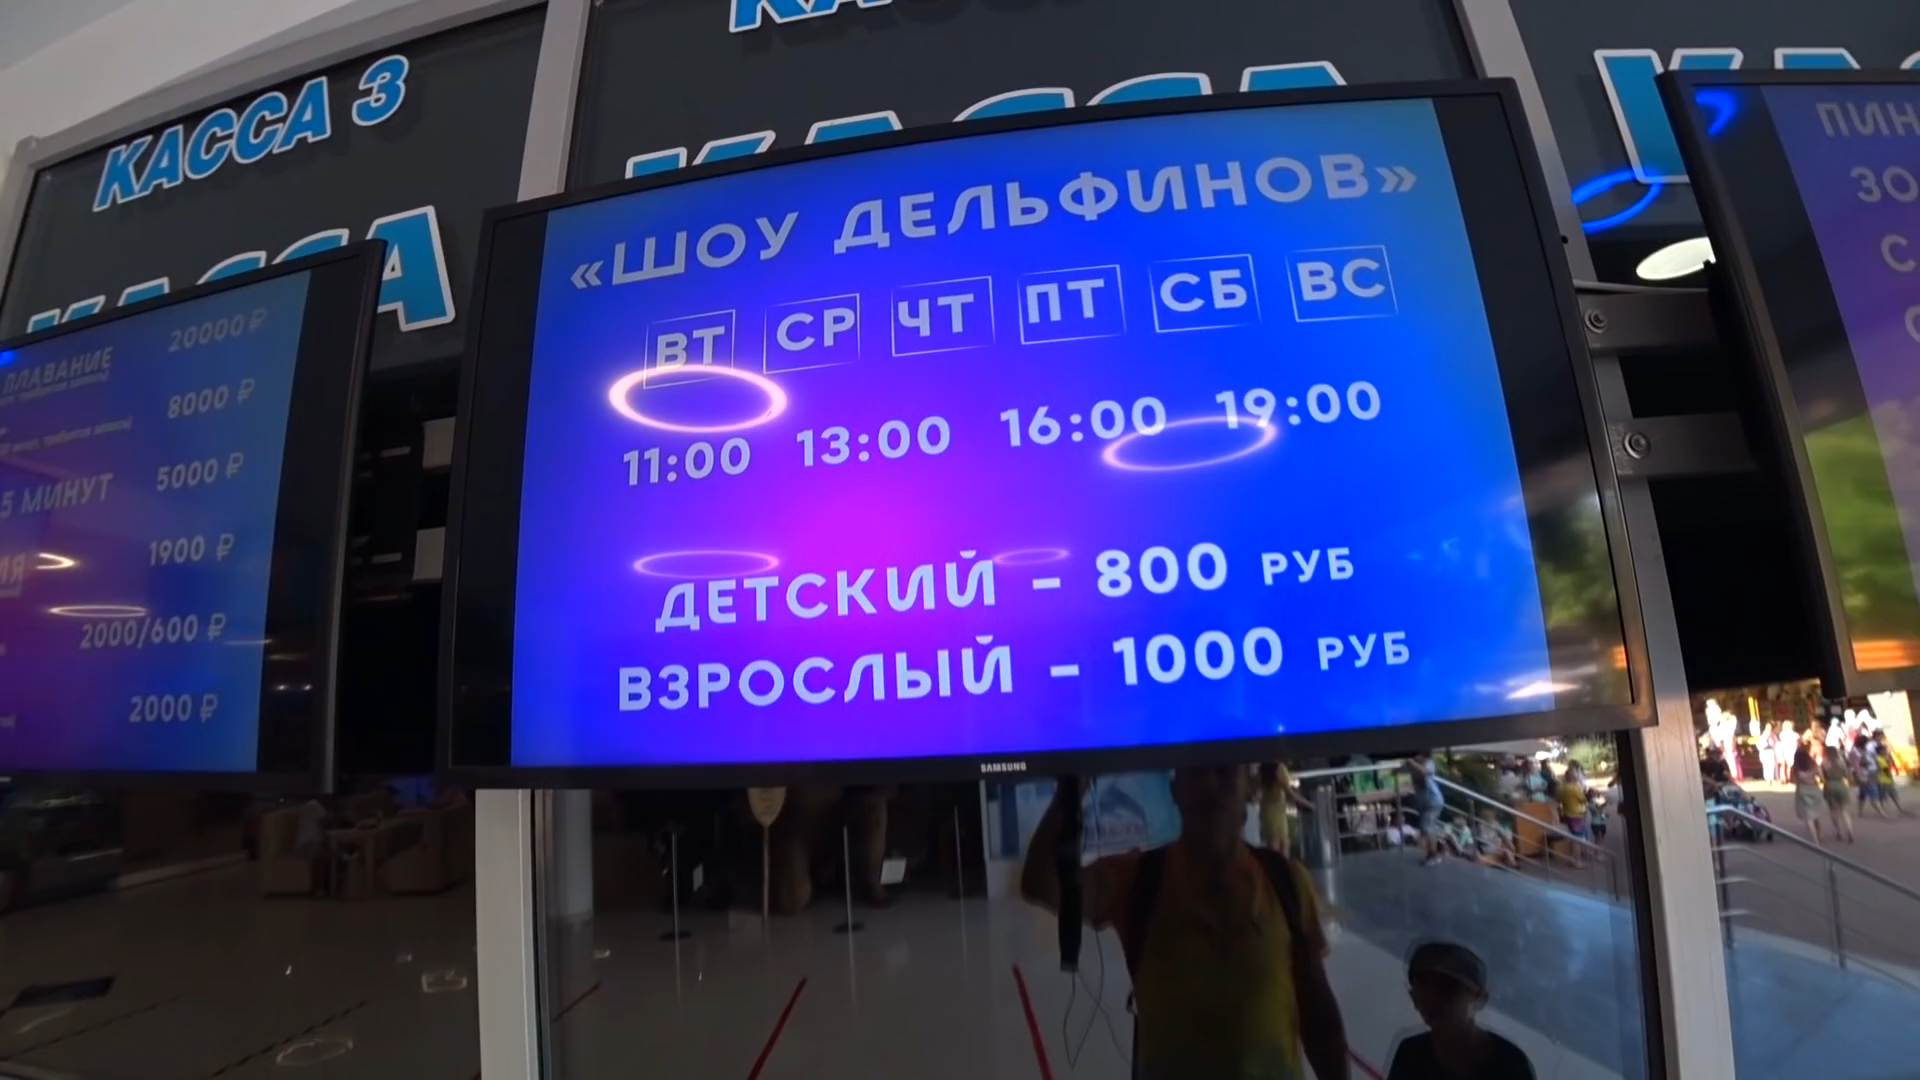 КАССА 3
КАССА
«ШОУ ДЕЛЬФИНОВ»
ВТ СР ЧТ ПТ СБ ВС
11:00 13:00 16:00 19:00
ДЕТСКИЙ - 800 РУБ
ВЗРОСЛЫЙ - 1000 РУБ
SAMSUNG
20000 ₽
ПЛАВАНИЕ
8000 ₽
5000 ₽
5 МИНУТ
1900 ₽
2000/600 ₽
2000 ₽